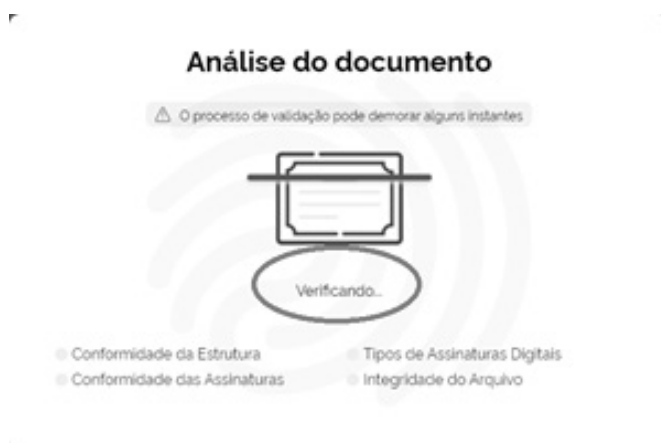 Análise do documento
O processo de validação pode demorar alguns instantes
Verificando...
Conformidade da Estrutura
Tipos de Assinaturas Digitais
Conformidade das Assinaturas
Integridade do Arquivo